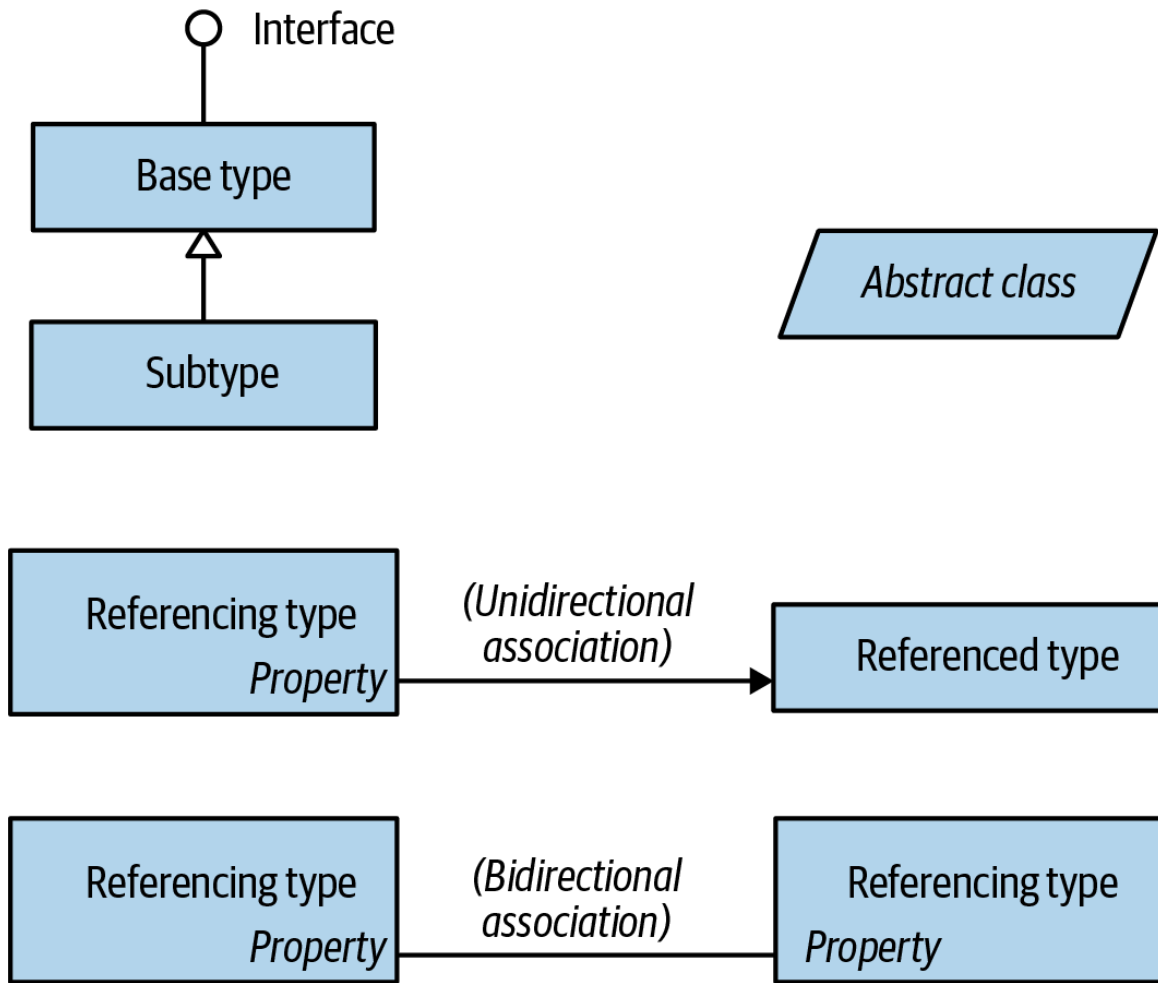 Interface
Base type
Abstract class
Subtype
Referencing type
Property
(Unidirectional
association)
Referenced type
Referencing type
Property
(Bidirectional
association)
Referencing type
Property